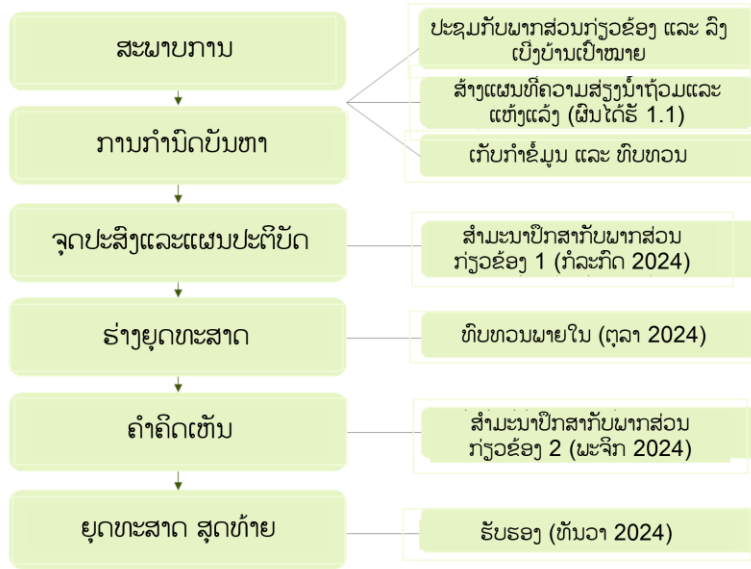 ສະພາບການ
ການກຳນົດບັນຫາ
ປະຊຸມກັບພາກສ່ວນກ່ຽວຂ້ອງ ແລະ ລົງ
ເບິ່ງບ້ານເປົ້າໝາຍ
ສ້າງແຜນທີ່ຄວາມສ່ຽງນ້ຳຖ້ວມແລະ
ແຫ້ງແລ້ງ (ຜົນໄດ້ຮັ 1.1)
ເກັບກຳຂໍ້ມູນ ແລະ ທົບທວນ
ຈຸດປະສົງແລະແຜນປະຕິບັດ
ສຳມະນາປຶກສາກັບພາກສ່ວນ
ກ່ຽວຂ້ອງ 1 (ກໍລະກົດ 2024)
ຮ່າງຍຸດທະສາດ
ທົບທວນພາຍໃນ (ຕຸລາ 2024)
ຄຳຄິດເຫັນ
ສຳມະນາປຶກສາກັບພາກສ່ວນ
ກ່ຽວຂ້ອງ 2 (ພະຈິກ 2024)
ຍຸດທະສາດ ສຸດທ້າຍ
ຮັບຮອງ (ທັນວາ 2024)